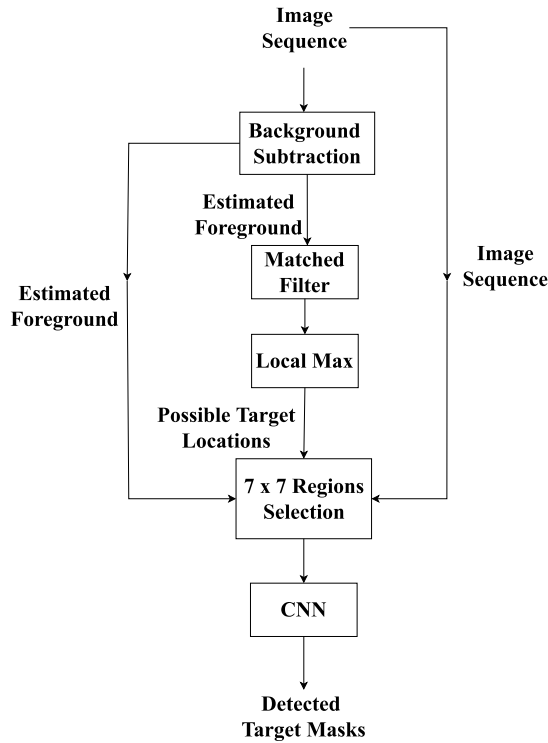 Image
Sequence
Background
Subtraction
Estimated
Foreground
Matched
Filter
Image
Sequence
Estimated
Foreground
Local Max
Possible Target
Locations
7 x 7 Regions
Selection
CNN
Detected
Target Masks